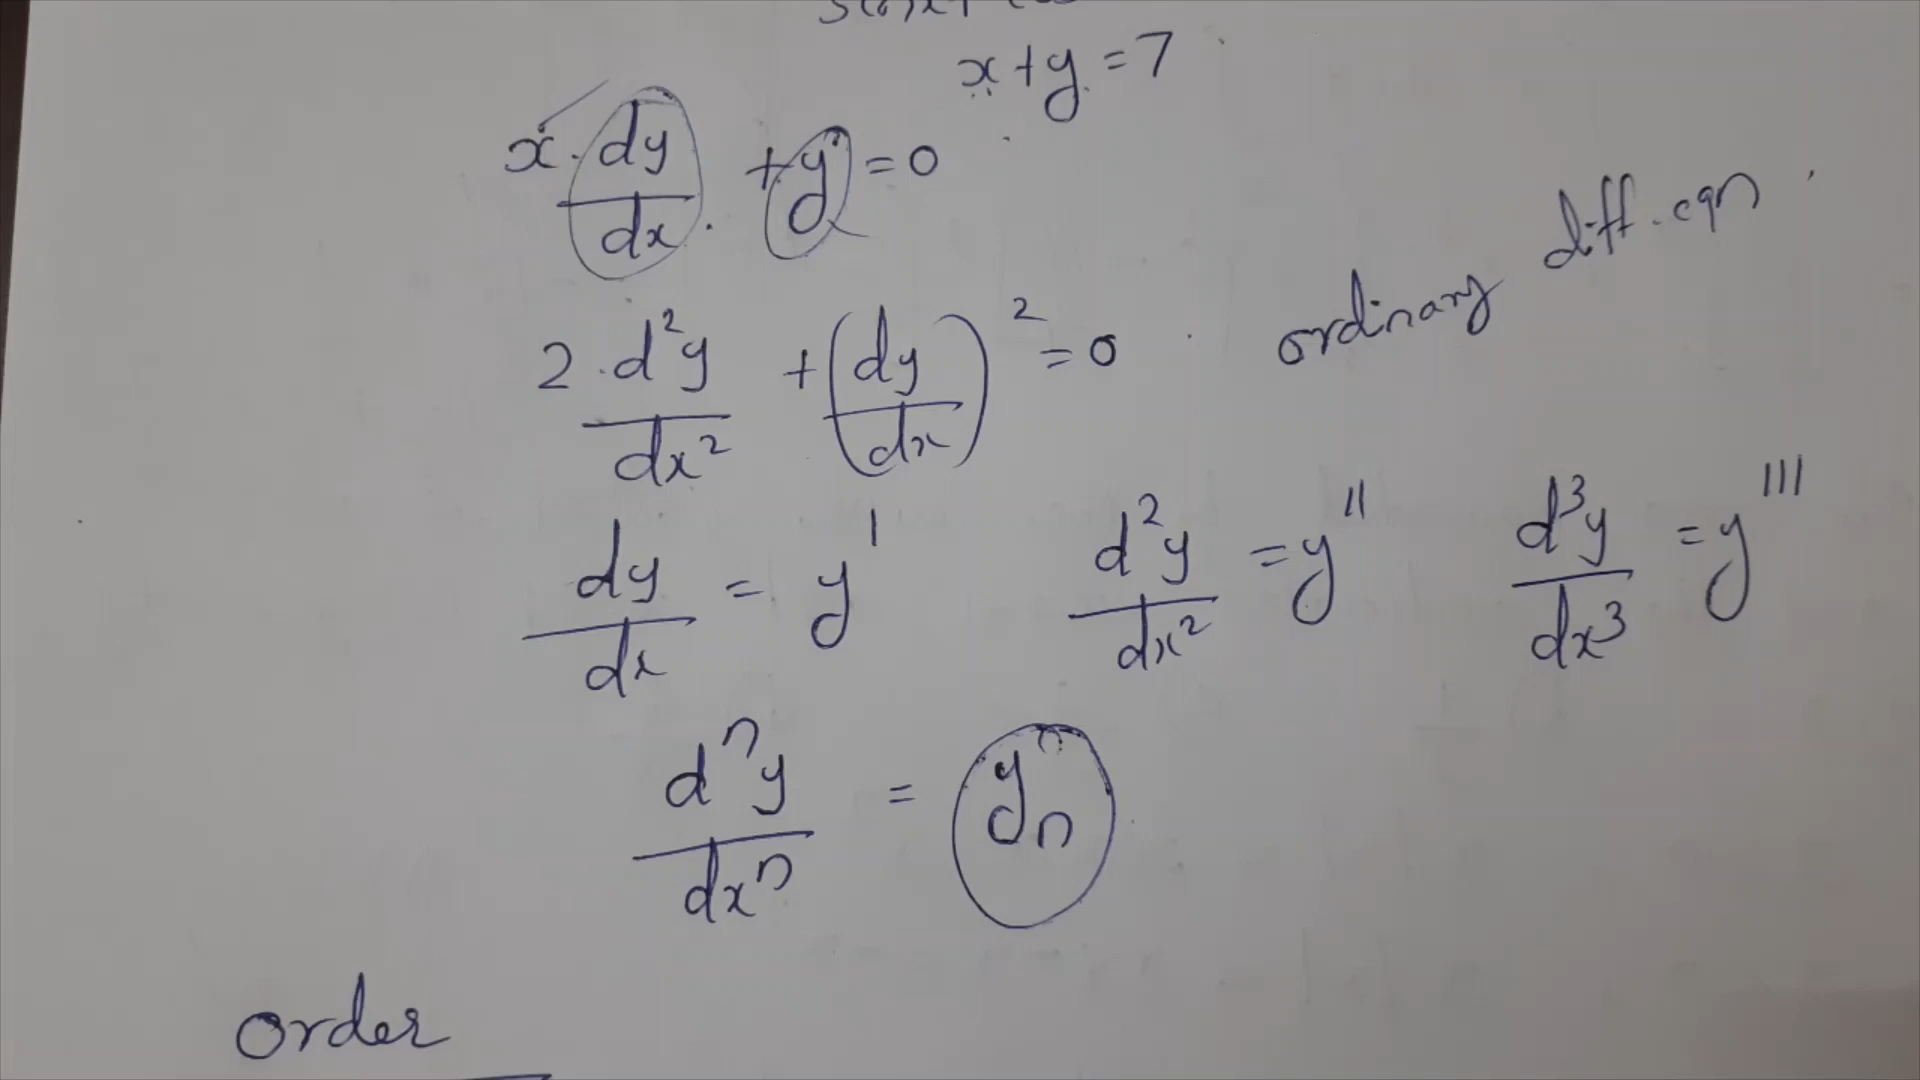 x + y = 7
x · dy/dx + y = 0
2 · d²y/dx² + (dy/dx)² = 0
ordinary diff. eqn
dy/dx = y' d²y/dx² = y'' d³y/dx³ = y'''
dⁿy/dxⁿ = yₙ
Order